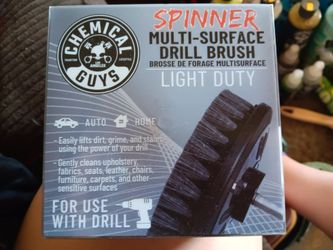 CHEMICAL
GUYS
LOS ANGELES
SPINNER
MULTI-SURFACE
DRILL BRUSH
BROSSE DE FORAGE MULTISURFACE
LIGHT DUTY
AUTO
HOME
- Easily lifts dirt, grime, and stains
using the power of your drill
- Gently cleans upholstery,
fabrics, seats, leather, chairs,
furniture, carpets, and other
sensitive surfaces
FOR USE
WITH DRILL